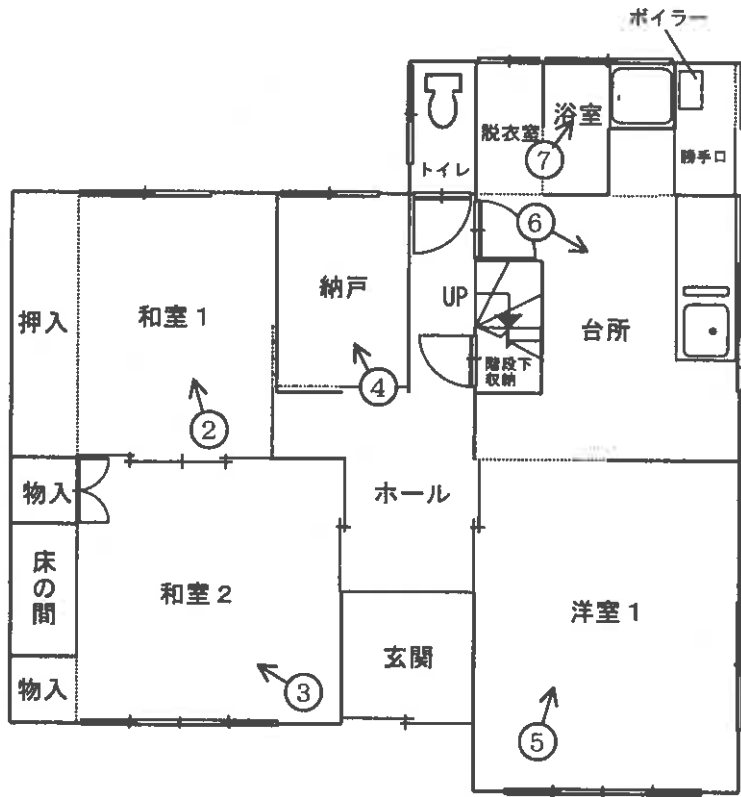 ボイラー
脱衣室
浴室
⑦
トイレ
勝手口
⑥
押入
和室1
納戸
UP
台所
階段下
収納
④
②
物入
ホール
床の間
和室2
洋室1
玄関
物入
③
⑤